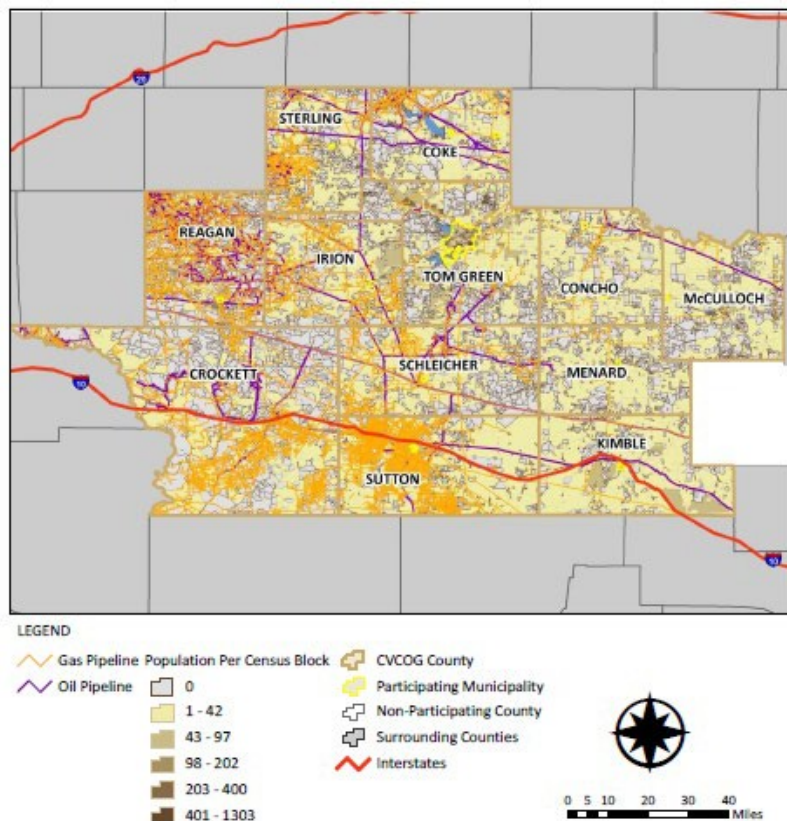 20
STERLING
COKE
REAGAN
IRION
TOM GREEN
CONCHO
McCULLOCH
CROCKETT
SCHLEICHER
MENARD
10
KIMBLE
SUTTON
10
LEGEND
Gas Pipeline Population Per Census Block CVCOG County
Oil Pipeline 0 Participating Municipality
1 - 42 Non-Participating County
43 - 97 Surrounding Counties
98 - 202 Interstates
203 - 400
401 - 1303
0 5 10 20 30 40
Miles